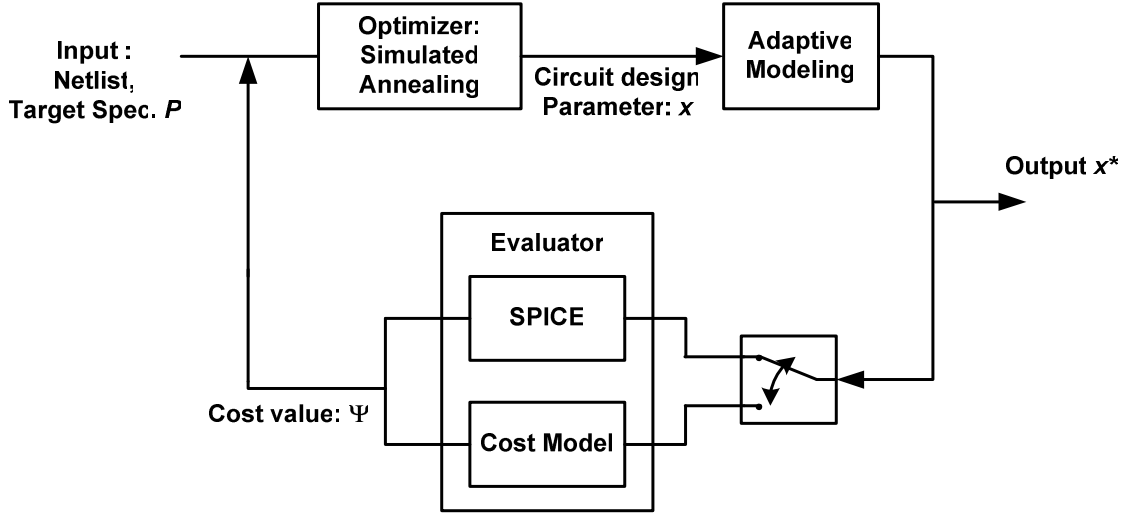 Input :
Netlist,
Target Spec. P
Optimizer:
Simulated
Annealing
Circuit design
Parameter: x
Adaptive
Modeling
Output x*
Evaluator
SPICE
Cost Model
Cost value: Ψ